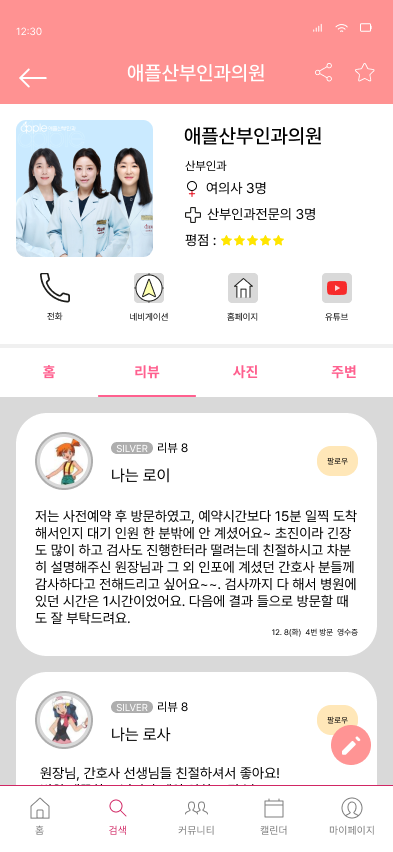 12:30
애플산부인과의원
apple
애플산부인과의원
산부인과
여의사 3명
산부인과전문의 3명
평점 : ★★★★★
전화
네비게이션
홈페이지
유튜브
홈
리뷰
사진
주변
SILVER 리뷰 8
나는 로이
팔로우
저는 사전예약 후 방문하였고, 예약시간보다 15분 일찍 도착
해서인지 대기 인원 한 분밖에 안 계셨어요~ 초진이라 긴장
도 많이 하고 검사도 진행한터라 떨려는데 친절하시고 차분
히 설명해주신 원장님과 그 외 인포에 계셨던 간호사 분들께
감사하다고 전해드리고 싶어요~~. 검사까지 다 해서 병원에
있던 시간은 1시간이었어요. 다음에 결과 들으로 방문할 때
도 잘 부탁드려요.
12. 8(화) 4번 방문 영수증
SILVER 리뷰 8
나는 로사
팔로우
원장님, 간호사 선생님들 친절하셔서 좋아요!
홈
검색
커뮤니티
캘린더
마이페이지